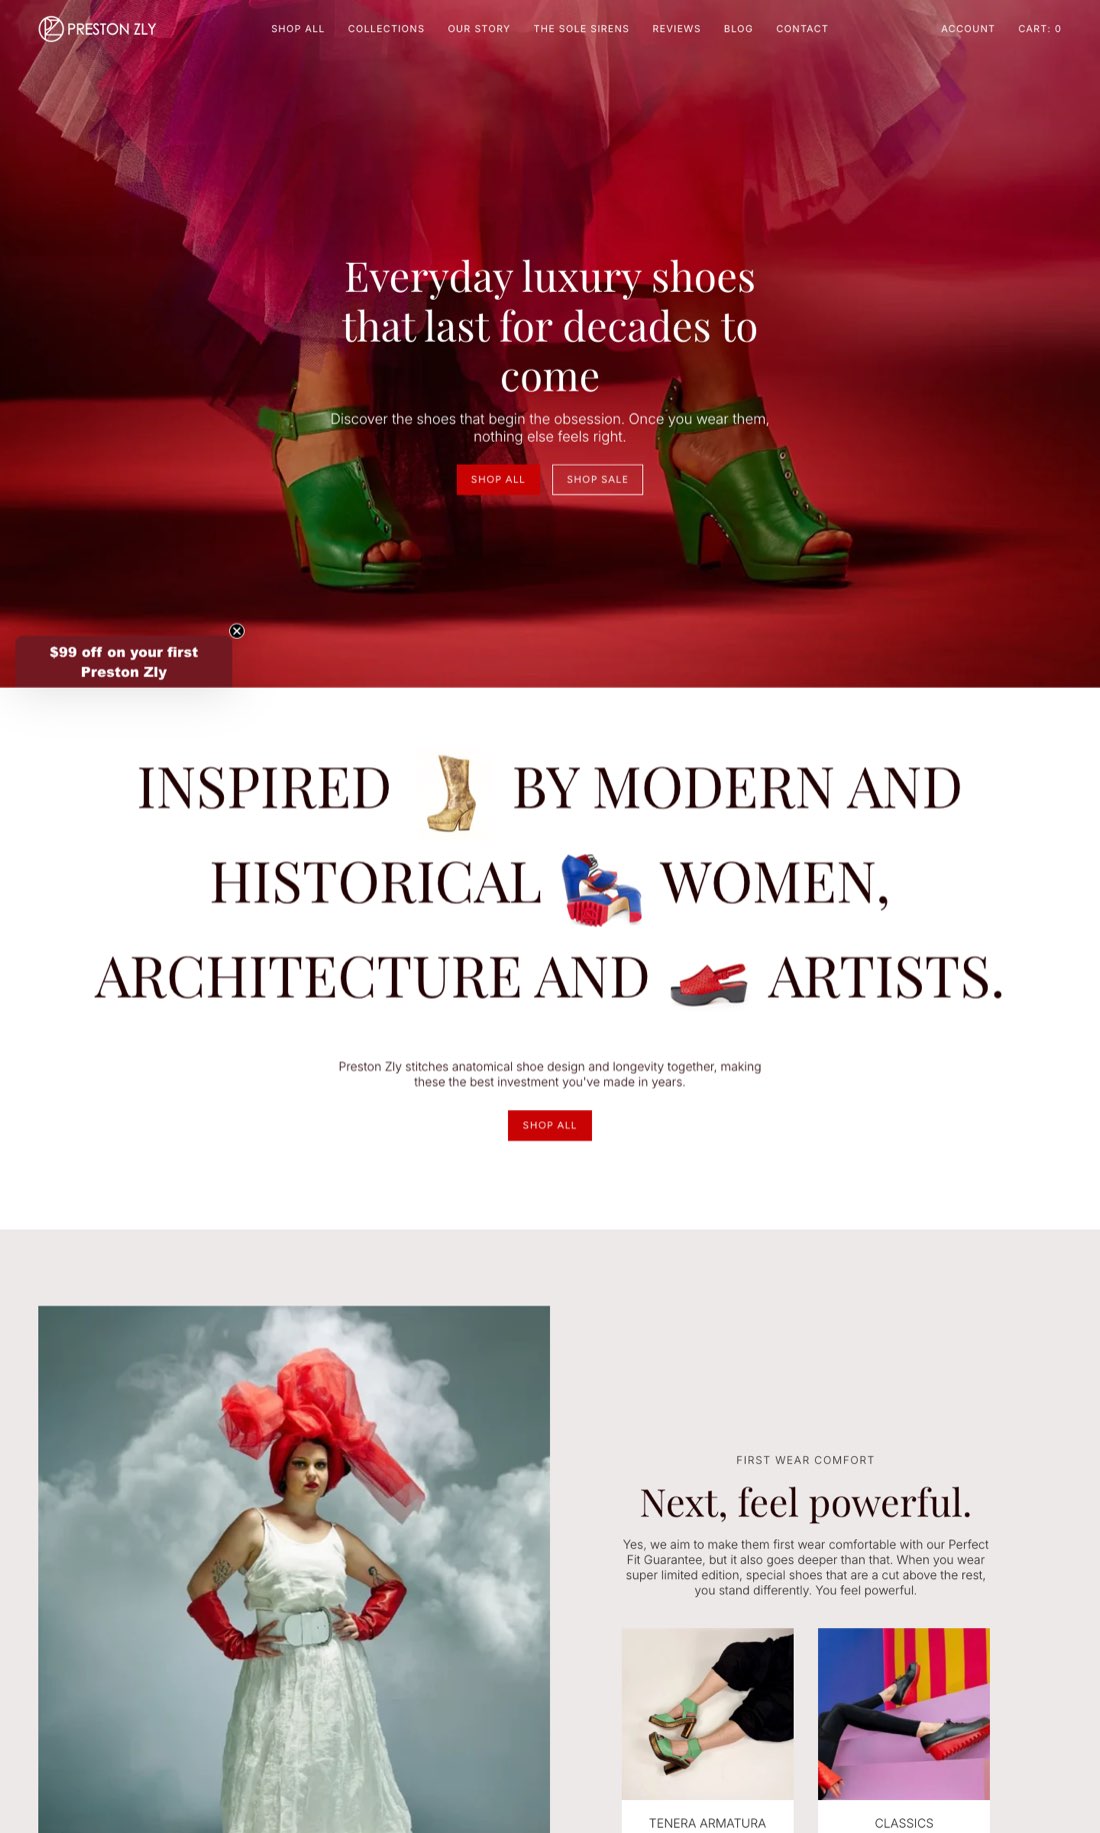 PRESTON ZLY
SHOP ALL COLLECTIONS OUR STORY THE SOLE SIRENS REVIEWS BLOG CONTACT ACCOUNT CART: 0
Everyday luxury shoes
that last for decades to
come
Discover the shoes that begin the obsession. Once you wear them,
nothing else feels right.
SHOP ALL SHOP SALE
$99 off on your first
Preston Zly
INSPIRED BY MODERN AND
HISTORICAL WOMEN,
ARCHITECTURE AND ARTISTS.
Preston Zly stitches anatomical shoe design and longevity together, making
these the best investment you've made in years.
SHOP ALL
FIRST WEAR COMFORT
Next, feel powerful.
Yes, we aim to make them first wear comfortable with our Perfect
Fit Guarantee, but it also goes deeper than that. When you wear
super limited edition, special shoes that are a cut above the rest,
you stand differently. You feel powerful.
TENERA ARMATURA
CLASSICS